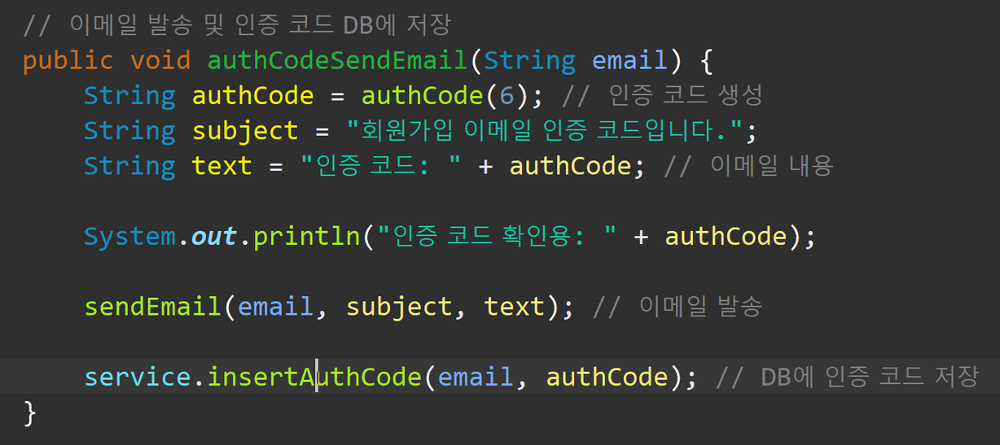 // 이메일 발송 및 인증 코드 DB에 저장
public void authCodeSendEmail(String email) {
String authCode = authCode(6); // 인증 코드 생성
String subject = "회원가입 이메일 인증 코드입니다.";
String text = "인증 코드: " + authCode; // 이메일 내용
System.out.println("인증 코드 확인용: " + authCode);
sendEmail(email, subject, text); // 이메일 발송
service.insertAuthCode(email, authCode); // DB에 인증 코드 저장
}